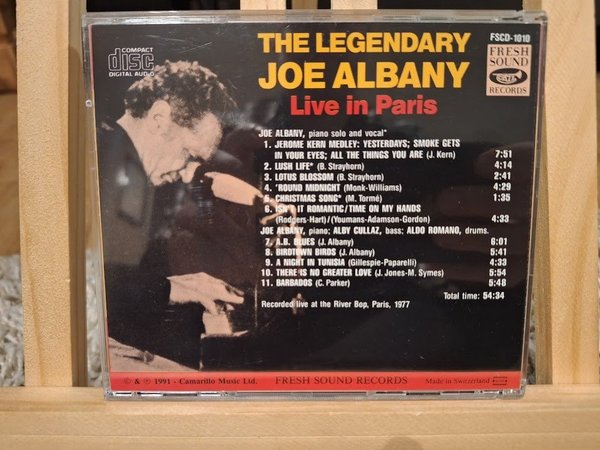 COMPACT
disc
DIGITAL AUDIO
THE LEGENDARY
JOE ALBANY
Live in Paris
FSCD-1010
FRESH
SOUND
IBERIA
RECORDS
JOE ALBANY, piano solo and vocal*
1. JEROME KERN MEDLEY: YESTERDAYS; SMOKE GETS
IN YOUR EYES; ALL THE THINGS YOU ARE (J. Kern) 7:51
2. LUSH LIFE* (B. Strayhorn) 4:14
3. LOTUS BLOSSOM (B. Strayhorn) 2:41
4. 'ROUND MIDNIGHT (Monk-Williams) 4:29
5. CHRISTMAS SONG* (M. Tormé) 1:35
6. ISN'T IT ROMANTIC/TIME ON MY HANDS
(Rodgers-Hart)/(Youmans-Adamson-Gordon) 4:33
JOE ALBANY, piano; ALBY CULLAZ, bass; ALDO ROMANO, drums.
7. A.B. BLUES (J. Albany) 6:01
8. BIRDTOWN BIRDS (J. Albany) 5:41
9. A NIGHT IN TUNISIA (Gillespie-Paparelli) 4:33
10. THERE IS NO GREATER LOVE (J. Jones-M. Symes) 5:54
11. BARBADOS (C. Parker) 5:48
Total time: 54:34
Recorded live at the River Bop, Paris, 1977
© & ℗ 1991 - Camarillo Music Ltd. FRESH SOUND RECORDS Made in Switzerland